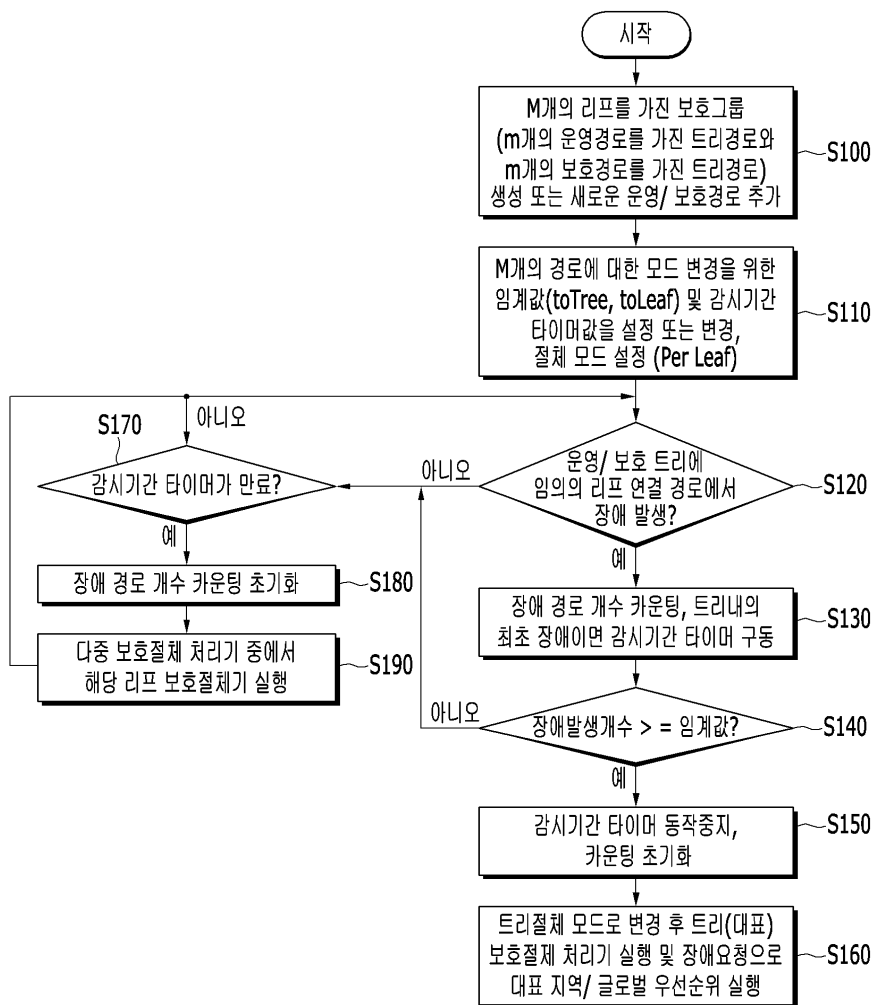 시작
M개의 리프를 가진 보호그룹
(m개의 운영경로를 가진 트리경로와
m개의 보호경로를 가진 트리경로)
생성 또는 새로운 운영/ 보호경로 추가
S100
M개의 경로에 대한 모드 변경을 위한
임계값(toTree, toLeaf) 및 감시기간
타이머값을 설정 또는 변경,
절체 모드 설정 (Per Leaf)
S110
운영/ 보호 트리에
임의의 리프 연결 경로에서
장애 발생?
S120
아니오
예
S170
아니오
감시기간 타이머가 만료?
예
장애 경로 개수 카운팅 초기화
S180
다중 보호절체 처리기 중에서
해당 리프 보호절체기 실행
S190
장애 경로 개수 카운팅, 트리내의
최초 장애이면 감시기간 타이머 구동
S130
아니오
장애발생개수 > = 임계값?
S140
예
감시기간 타이머 동작중지,
카운팅 초기화
S150
트리절체 모드로 변경 후 트리(대표)
보호절제 처리기 실행 및 장애요청으로
대표 지역/ 글로벌 우선순위 실행
S160